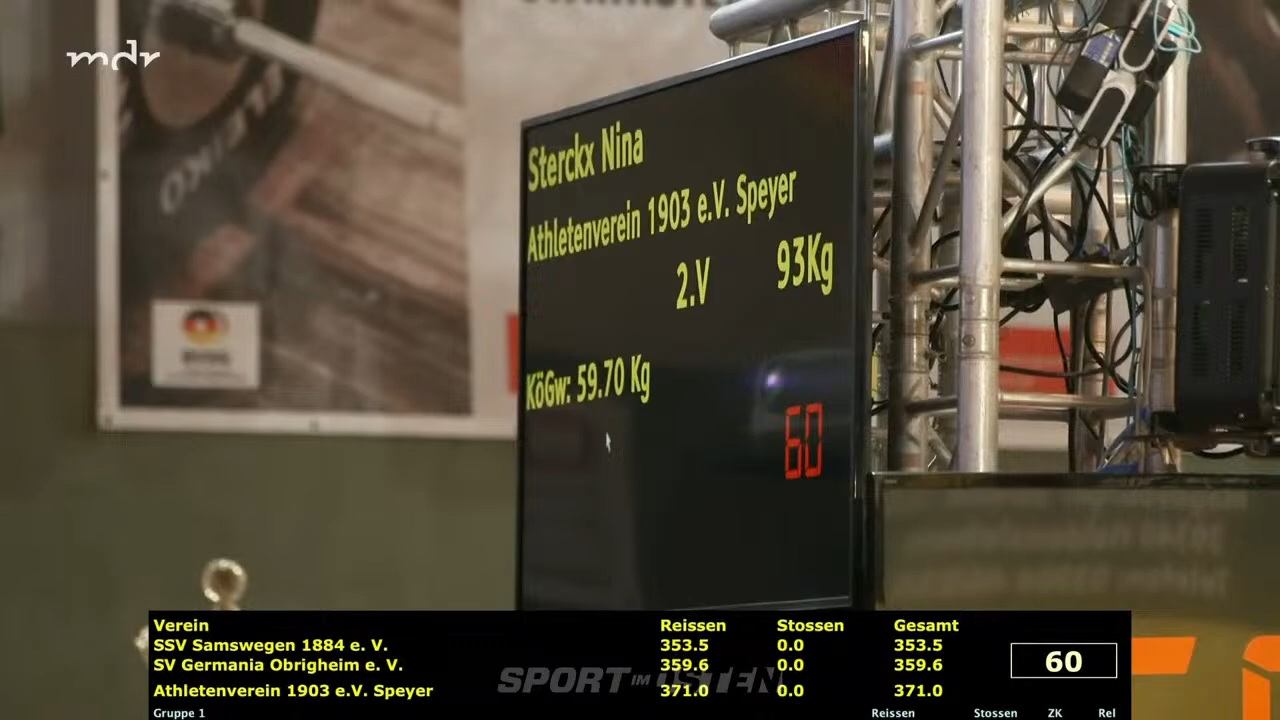 mdr
Sterckx Nina
Athletenverein 1903 e.V. Speyer
2.V 93Kg
KöGw: 59.70 Kg
60
Verein Reissen Stossen Gesamt
SSV Samswegen 1884 e. V. 353.5 0.0 353.5
SV Germania Obrigheim e. V. 359.6 0.0 359.6
60
SPORT IM OSTEN
Athletenverein 1903 e.V. Speyer 371.0 0.0 371.0
Gruppe 1 Reissen Stossen ZK Rel